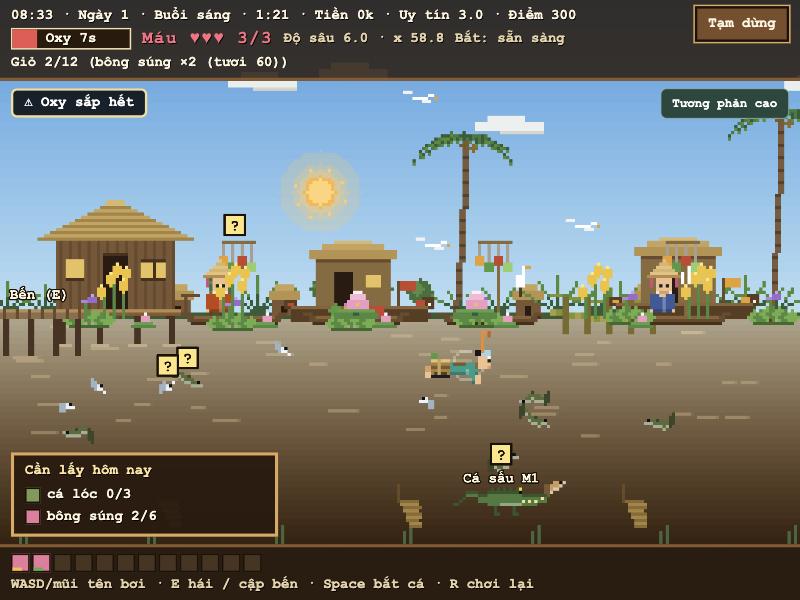 08:33 · Ngày 1 · Buổi sáng · 1:21 · Tiền 0k · Uy tín 3.0 · Điểm 300
Tạm dừng
Oxy 7s Máu ♥♥♥ 3/3 Độ sâu 6.0 · x 58.8 Bắt: sẵn sàng
Giỏ 2/12 (bông súng ×2 (tươi 60))
⚠ Oxy sắp hết
Tương phản cao
?
Bến (E)
? ?
?
Cá sấu M1
Cần lấy hôm nay
cá lóc 0/3
bông súng 2/6
WASD/mũi tên bơi · E hái / cập bến · Space bắt cá · R chơi lại